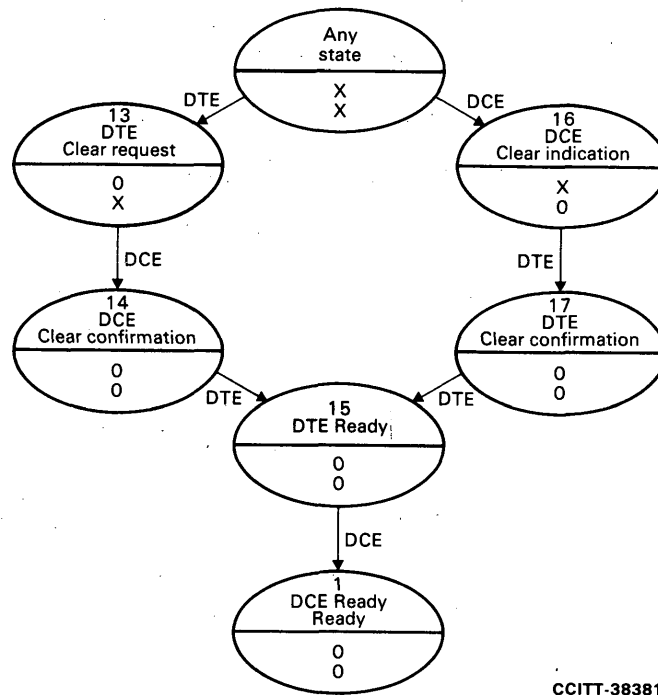 Any
state
X
X
DTE
DCE
13
DTE
Clear request
0
X
16
DCE
Clear indication
X
0
DCE
DTE
14
DCE
Clear confirmation
0
0
17
DTE
Clear confirmation
0
0
DTE
DTE
15
DTE Ready
0
0
DCE
1
DCE Ready
Ready
0
0
CCITT-38381